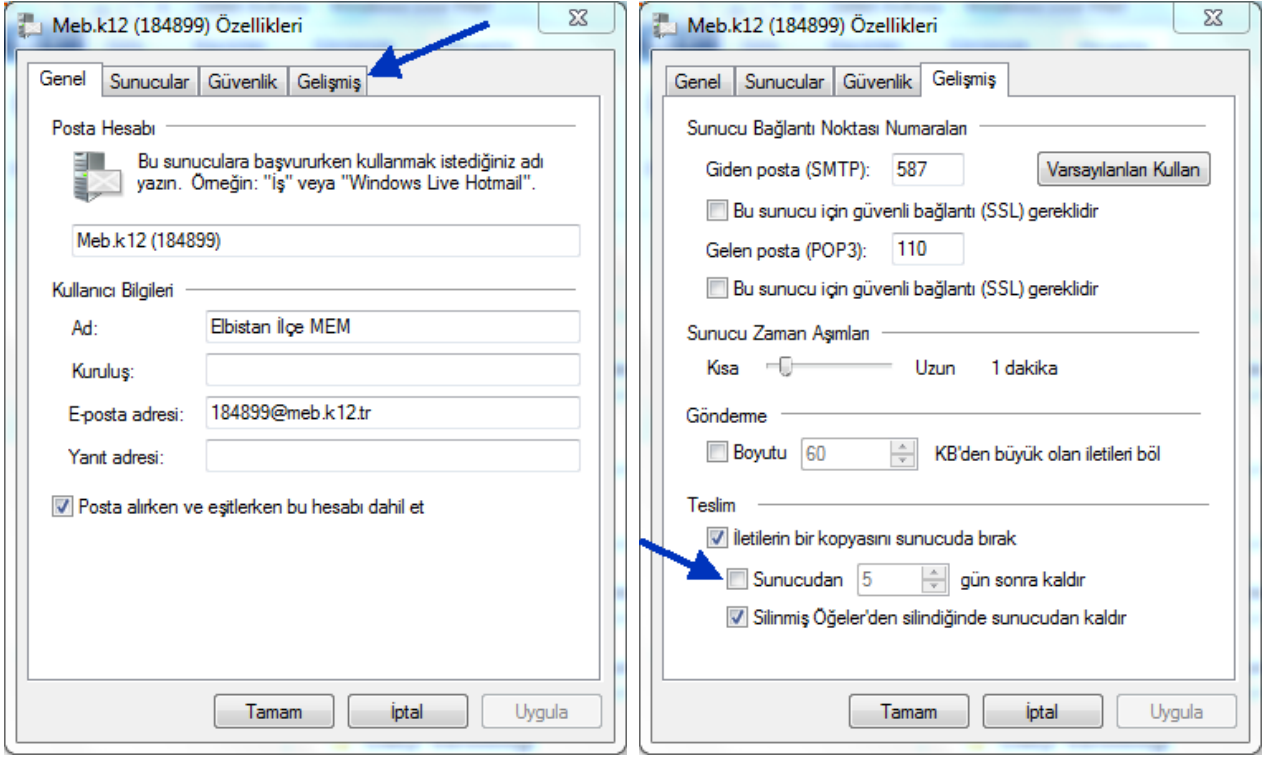 Meb.k12 (184899) Özellikleri
Genel Sunucular Güvenlik Gelişmiş
Posta Hesabı
Bu sunuculara başvururken kullanmak istediğiniz adı
yazın. Örneğin: "İş" veya "Windows Live Hotmail".
Meb.k12 (184899)
Kullanıcı Bilgileri
Ad: Elbistan İlçe MEM
Kuruluş:
E-posta adresi: 184899@meb.k12.tr
Yanıt adresi:
Posta alırken ve eşitlerken bu hesabı dahil et
Tamam İptal Uygula
Meb.k12 (184899) Özellikleri
Genel Sunucular Güvenlik Gelişmiş
Sunucu Bağlantı Noktası Numaraları
Giden posta (SMTP): 587 Varsayılanları Kullan
Bu sunucu için güvenli bağlantı (SSL) gereklidir
Gelen posta (POP3): 110
Bu sunucu için güvenli bağlantı (SSL) gereklidir
Sunucu Zaman Aşımları
Kısa Uzun 1 dakika
Gönderme
Boyutu 60 KB'den büyük olan iletileri böl
Teslim
İletilerin bir kopyasını sunucuda bırak
Sunucudan 5 gün sonra kaldır
Silinmiş Öğeler'den silindiğinde sunucudan kaldır
Tamam İptal Uygula